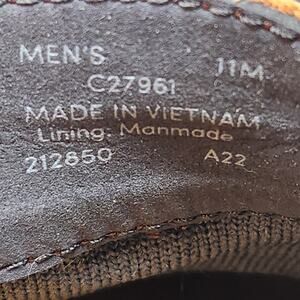 MEN'S 11M
C27961
MADE IN VIETNAM
Lining: Manmade
212850 A22